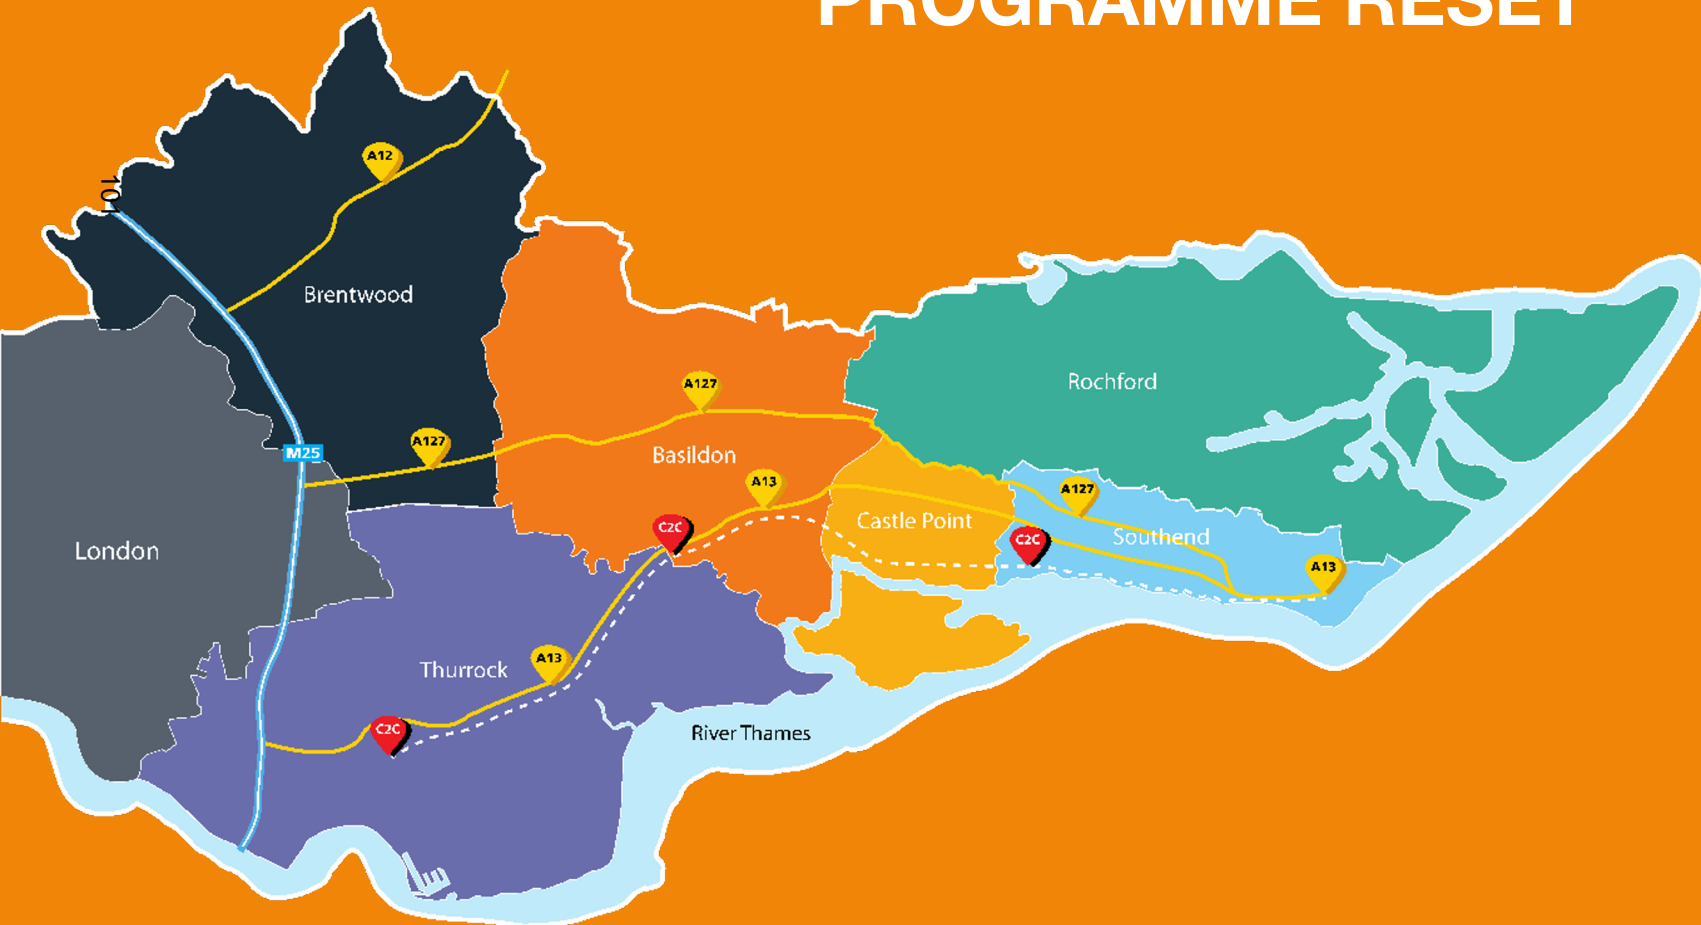 PROGRAMME RESET
A12
101
Brentwood
A127
Rochford
A127
M25
Basildon
A13
A127
Castle Point
C2C
Southend
C2C
London
A13
A13
Thurrock
C2C
River Thames